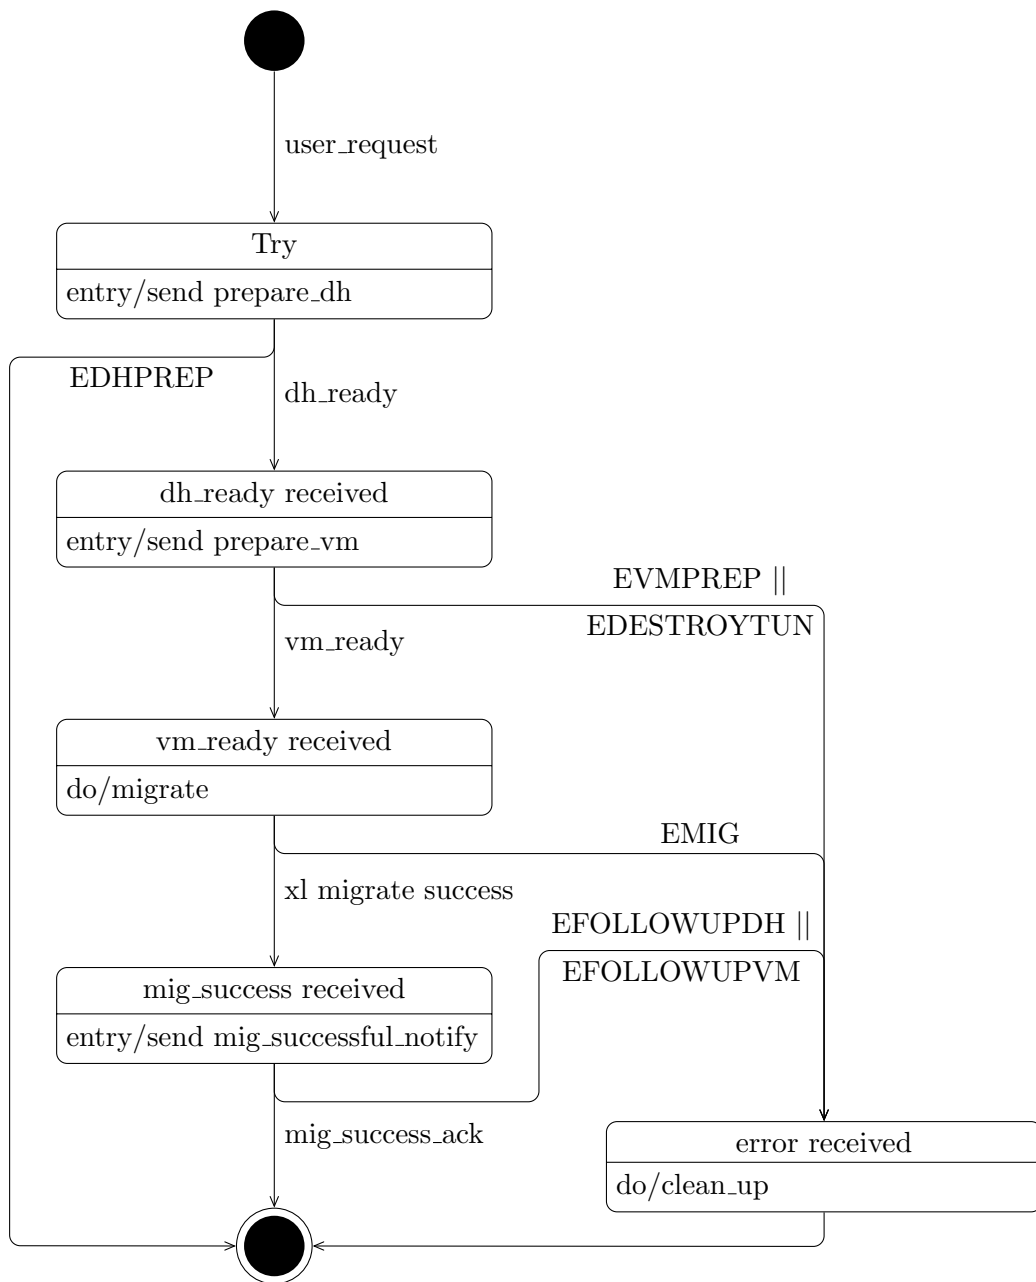 user_request
Try
entry/send prepare_dh
EDHPREP
dh_ready
dh_ready received
entry/send prepare_vm
EVMPREP ||
EDESTROYTUN
vm_ready
vm_ready received
do/migrate
EMIG
xl migrate success
EFOLLOWUPDH ||
EFOLLOWUPVM
mig_success received
entry/send mig_successful_notify
mig_success_ack
error received
do/clean_up